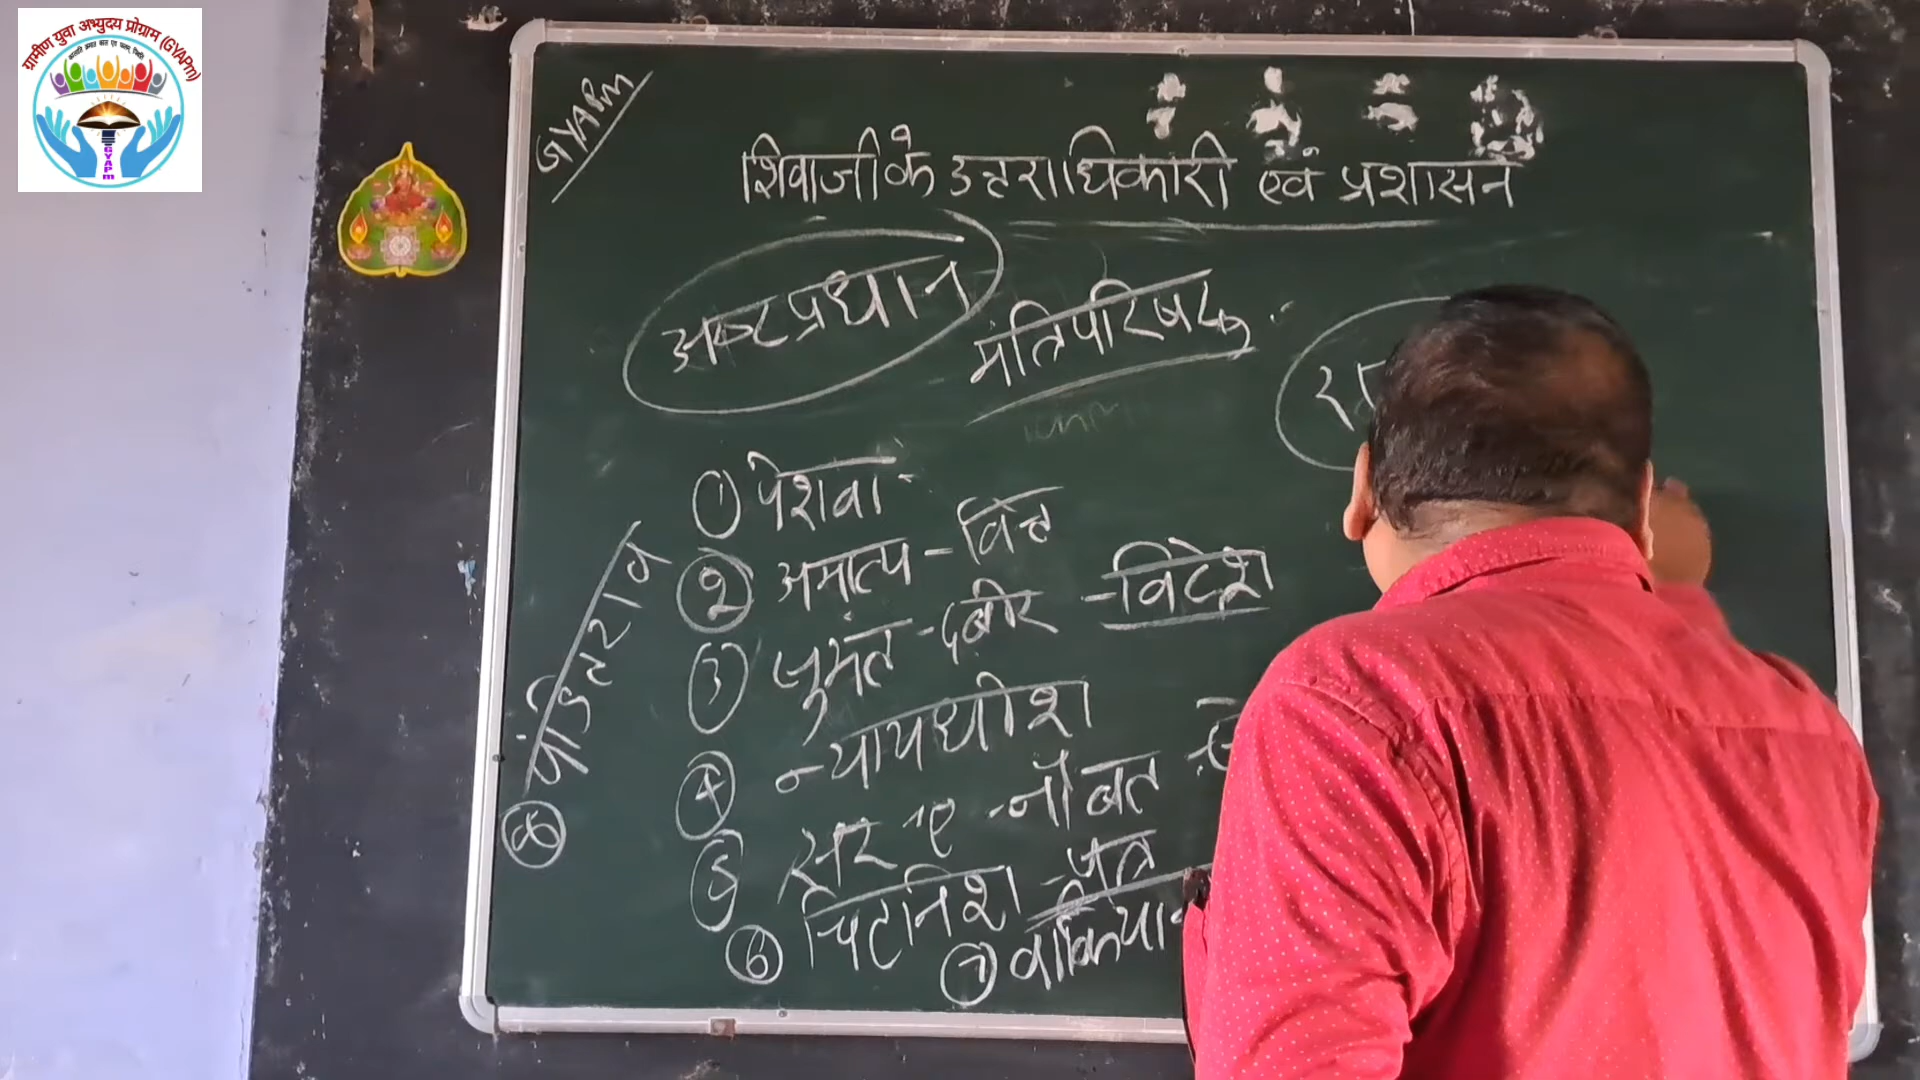 ग्रामीण युवा अभ्युदय प्रोग्राम (GYAPm)
GYAPm
GYAPm
शिवाजी के उत्तराधिकारी एवं प्रशासन
अष्टप्रधान
मंत्रिपरिषद
① पेशवा
② अमात्य - वित्त
③ सुमंत - दबीर - विदेश
④ न्यायधीश
⑤ सर-ए-नौबत
⑥ चिटनिश - पत्र
⑦ वाकिया
⑧ पंडितराव